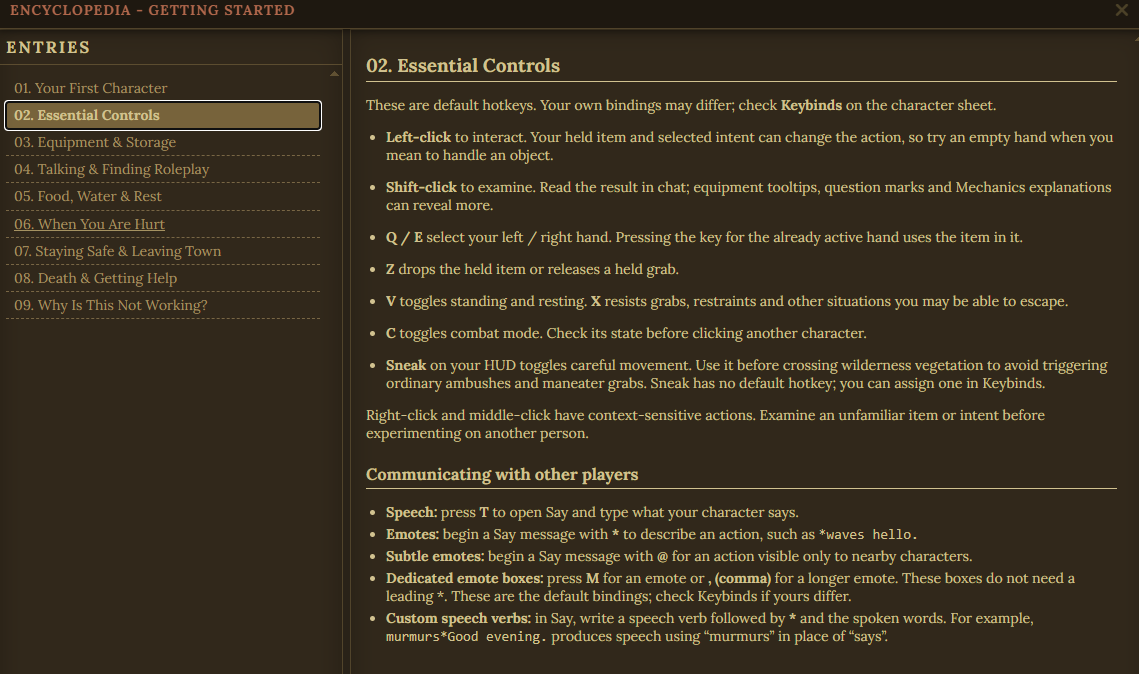 ENCYCLOPEDIA - GETTING STARTED
ENTRIES
01. Your First Character
02. Essential Controls
03. Equipment & Storage
04. Talking & Finding Roleplay
05. Food, Water & Rest
06. When You Are Hurt
07. Staying Safe & Leaving Town
08. Death & Getting Help
09. Why Is This Not Working?
02. Essential Controls
These are default hotkeys. Your own bindings may differ; check Keybinds on the character sheet.
• Left-click to interact. Your held item and selected intent can change the action, so try an empty hand when you
mean to handle an object.
• Shift-click to examine. Read the result in chat; equipment tooltips, question marks and Mechanics explanations
can reveal more.
• Q / E select your left / right hand. Pressing the key for the already active hand uses the item in it.
• Z drops the held item or releases a held grab.
• V toggles standing and resting. X resists grabs, restraints and other situations you may be able to escape.
• C toggles combat mode. Check its state before clicking another character.
• Sneak on your HUD toggles careful movement. Use it before crossing wilderness vegetation to avoid triggering
ordinary ambushes and maneater grabs. Sneak has no default hotkey; you can assign one in Keybinds.
Right-click and middle-click have context-sensitive actions. Examine an unfamiliar item or intent before
experimenting on another person.
Communicating with other players
• Speech: press T to open Say and type what your character says.
• Emotes: begin a Say message with * to describe an action, such as *waves hello.
• Subtle emotes: begin a Say message with @ for an action visible only to nearby characters.
• Dedicated emote boxes: press M for an emote or , (comma) for a longer emote. These boxes do not need a
leading *. These are the default bindings; check Keybinds if yours differ.
• Custom speech verbs: in Say, write a speech verb followed by * and the spoken words. For example,
murmurs*Good evening. produces speech using “murmurs” in place of “says”.